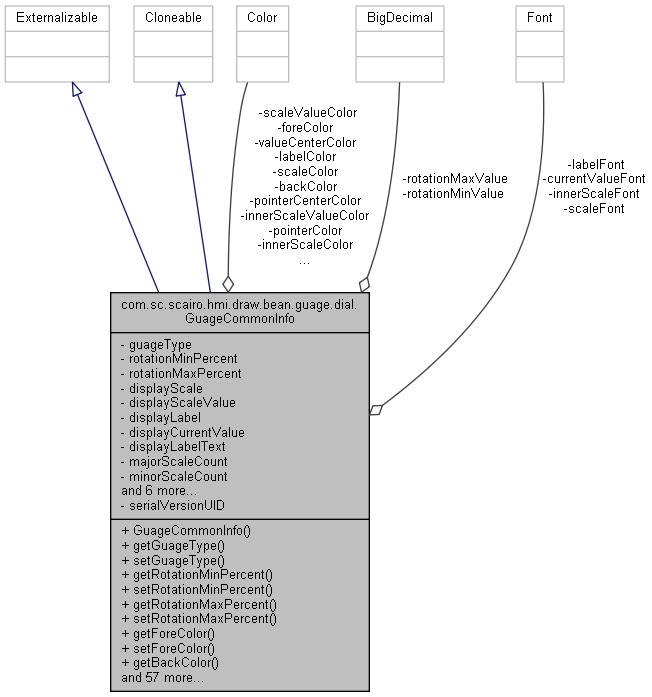 Externalizable
Cloneable
Color
BigDecimal
Font
-scaleValueColor
-foreColor
-valueCenterColor
-labelColor
-scaleColor
-backColor
-pointerCenterColor
-innerScaleValueColor
-pointerColor
-innerScaleColor
...
-rotationMaxValue
-rotationMinValue
-labelFont
-currentValueFont
-innerScaleFont
-scaleFont
com.sc.scairo.hmi.draw.bean.guage.dial.
GuageCommonInfo
- guageType
- rotationMinPercent
- rotationMaxPercent
- displayScale
- displayScaleValue
- displayLabel
- displayCurrentValue
- displayLabelText
- majorScaleCount
- minorScaleCount
and 6 more...
- serialVersionUID
+ GuageCommonInfo()
+ getGuageType()
+ setGuageType()
+ getRotationMinPercent()
+ setRotationMinPercent()
+ getRotationMaxPercent()
+ setRotationMaxPercent()
+ getForeColor()
+ setForeColor()
+ getBackColor()
and 57 more...